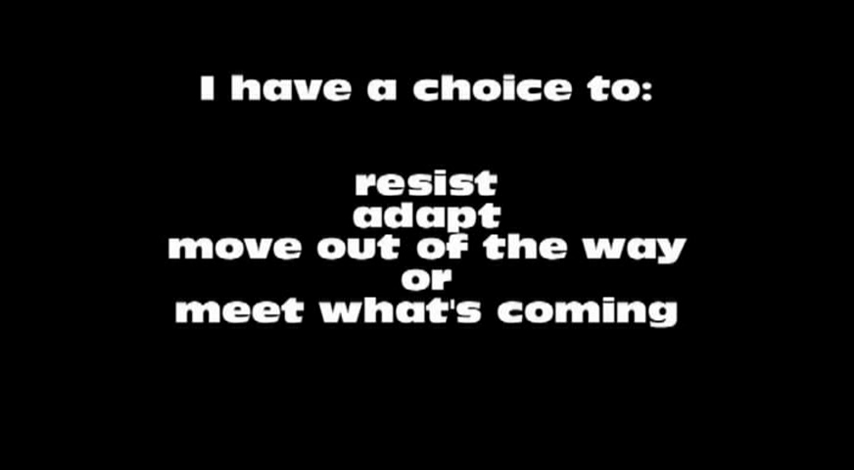 I have a choice to:
resist
adapt
move out of the way
or
meet what's coming